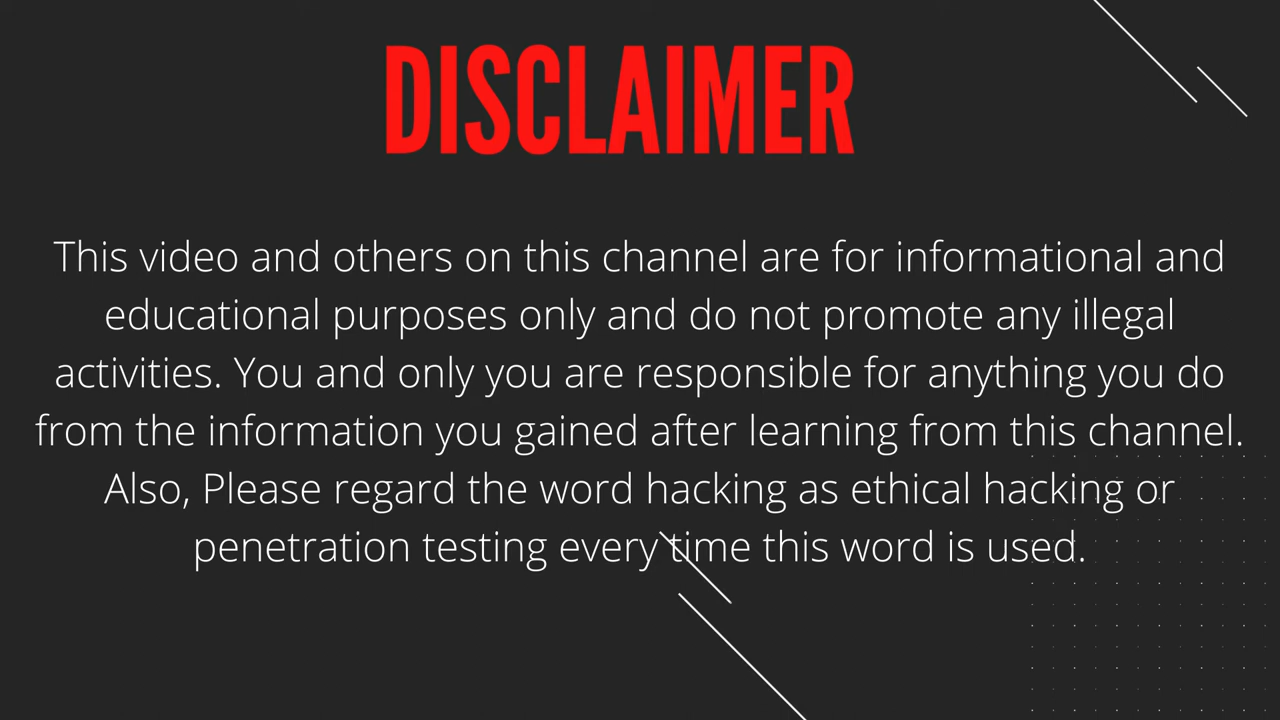 DISCLAIMER
This video and others on this channel are for informational and
educational purposes only and do not promote any illegal
activities. You and only you are responsible for anything you do
from the information you gained after learning from this channel.
Also, Please regard the word hacking as ethical hacking or
penetration testing every time this word is used.